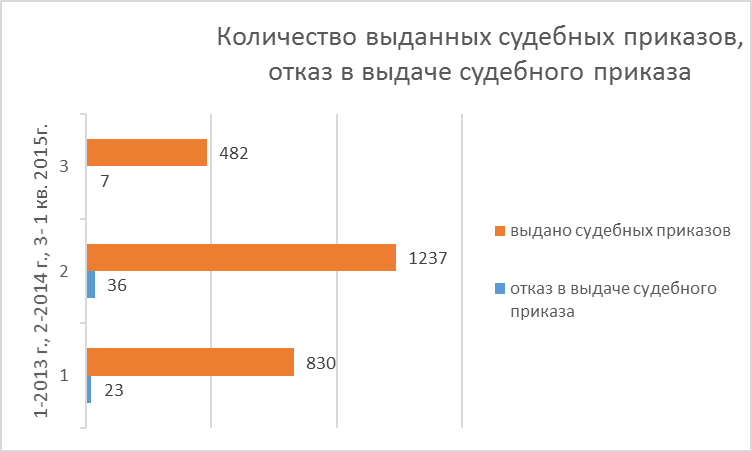 Количество выданных судебных приказов,
отказ в выдаче судебного приказа
1-2013 г., 2-2014 г., 3- 1 кв. 2015г.
3
482
7
2
1237
36
1
830
23
выдано судебных приказов
отказ в выдаче судебного
приказа